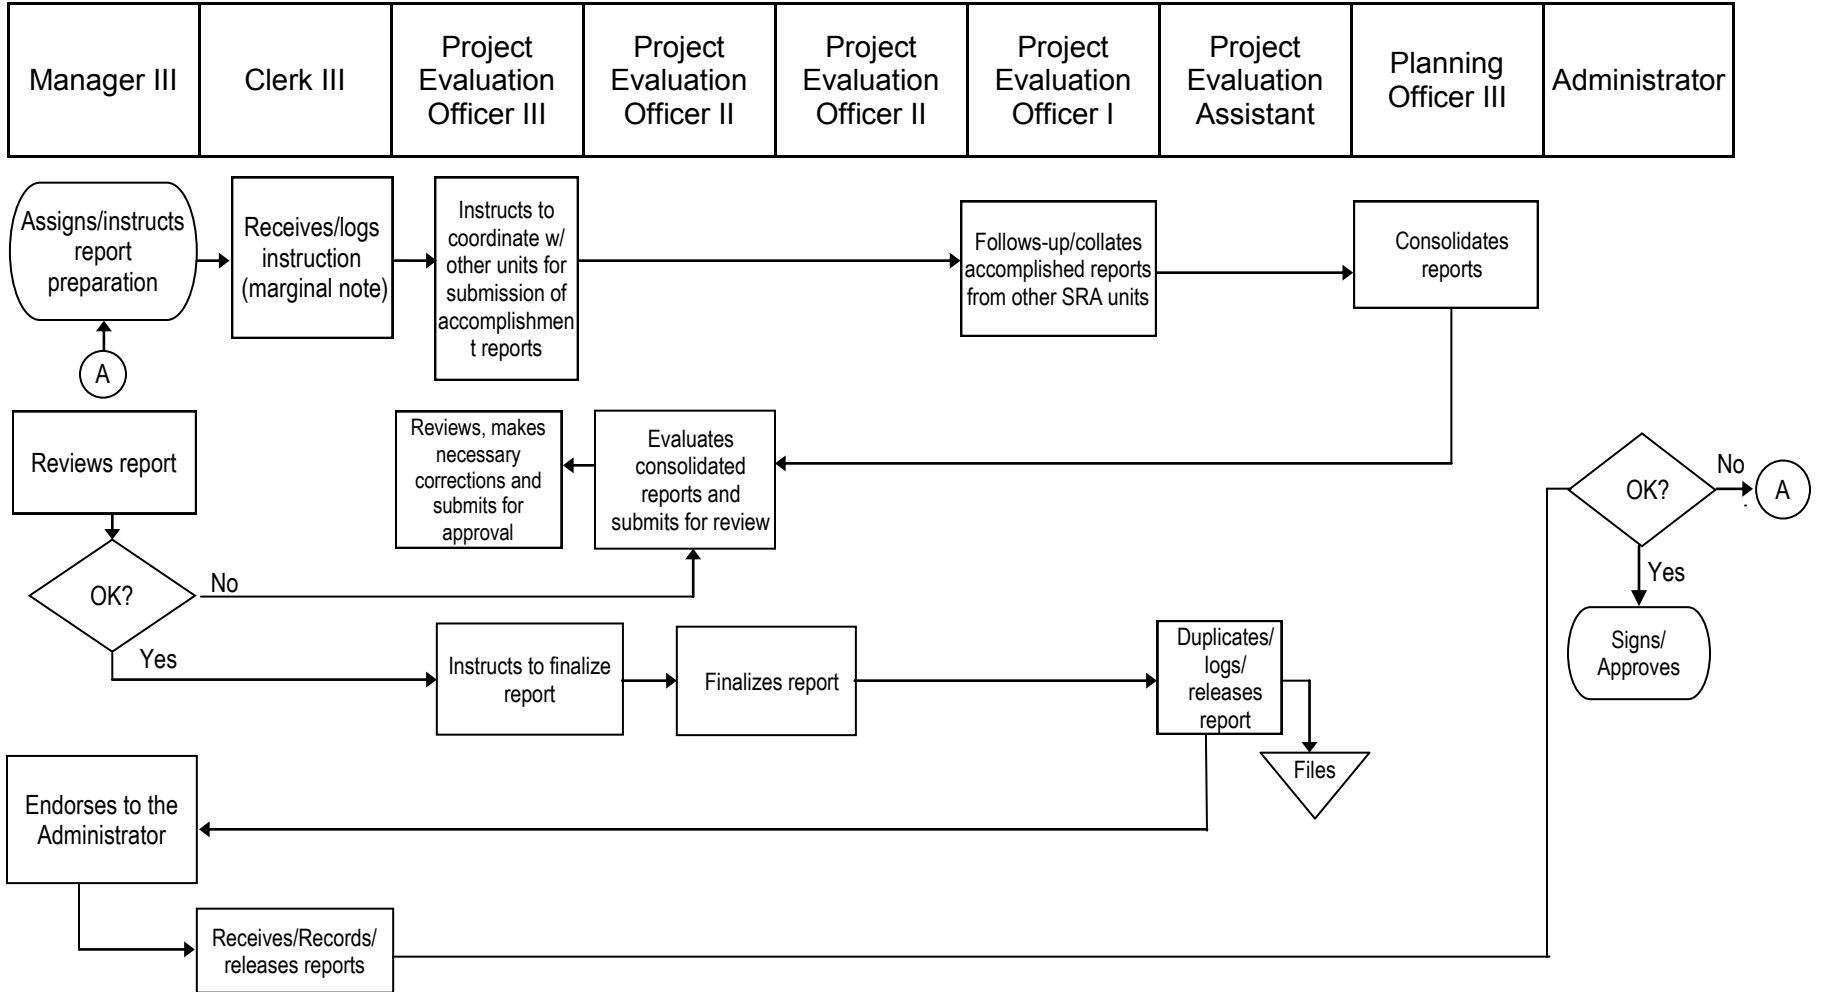 Manager III
Clerk III
Project
Evaluation
Officer III
Project
Evaluation
Officer II
Project
Evaluation
Officer II
Project
Evaluation
Officer I
Project
Evaluation
Assistant
Planning
Officer III
Administrator
Assigns/instructs
report
preparation
Receives/logs
instruction
(marginal note)
Instructs to
coordinate w/
other units for
submission of
accomplishmen
t reports
Follows-up/collates
accomplished reports
from other SRA units
Consolidates
reports
A
Reviews report
Reviews, makes
necessary
corrections and
submits for
approval
Evaluates
consolidated
reports and
submits for review
OK?
No
A
.
OK?
No
Yes
Signs/
Approves
Yes
Instructs to finalize
report
Finalizes report
Duplicates/
logs/
releases
report
Files
Endorses to the
Administrator
Receives/Records/
releases reports